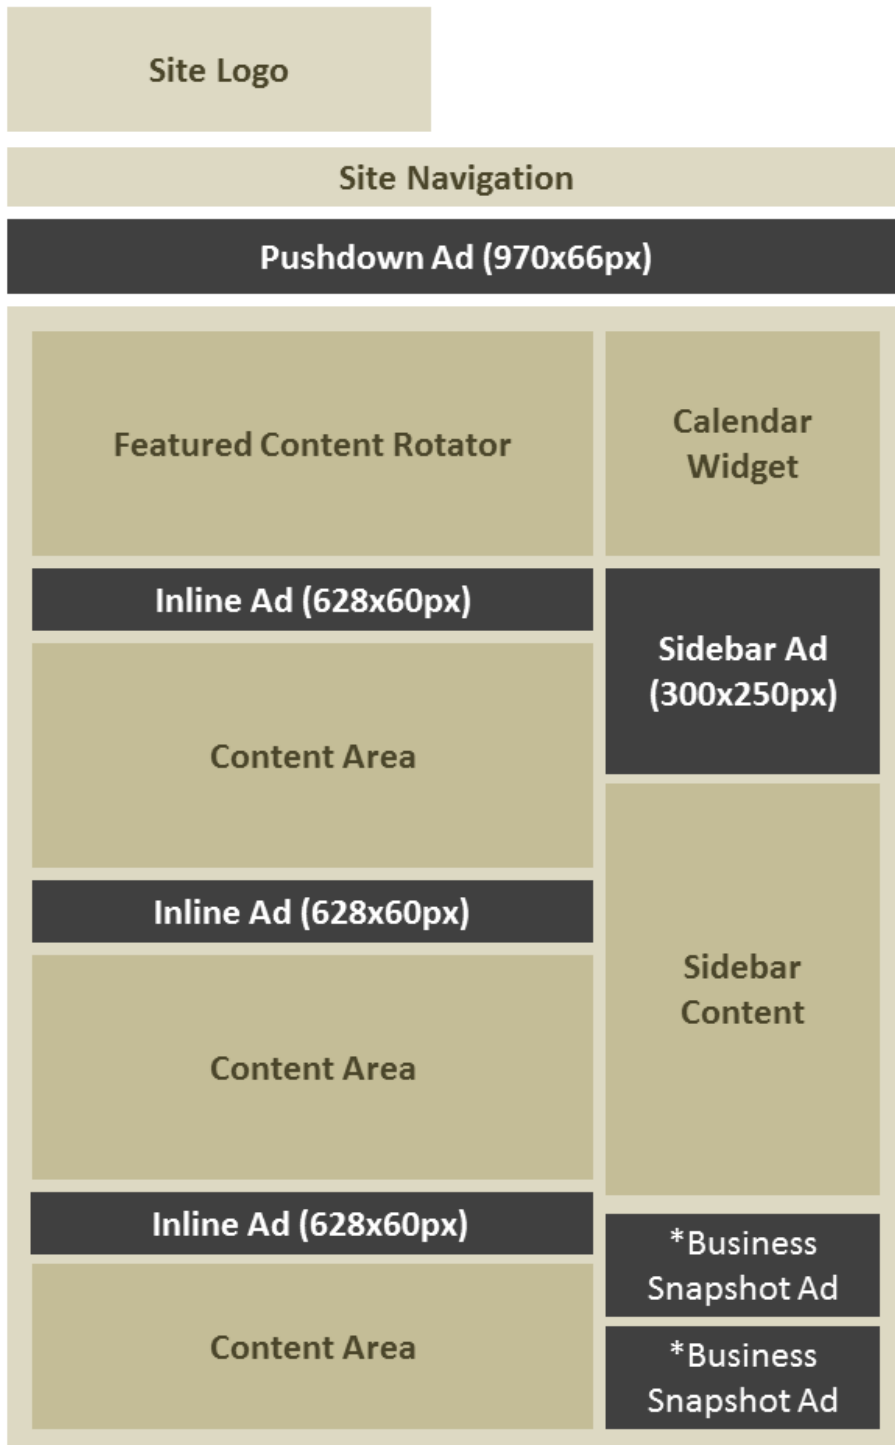 Site Logo
Site Navigation
Pushdown Ad (970x66px)
Featured Content Rotator
Calendar
Widget
Inline Ad (628x60px)
Sidebar Ad
(300x250px)
Content Area
Inline Ad (628x60px)
Sidebar
Content
Content Area
Inline Ad (628x60px)
*Business
Snapshot Ad
Content Area
*Business
Snapshot Ad